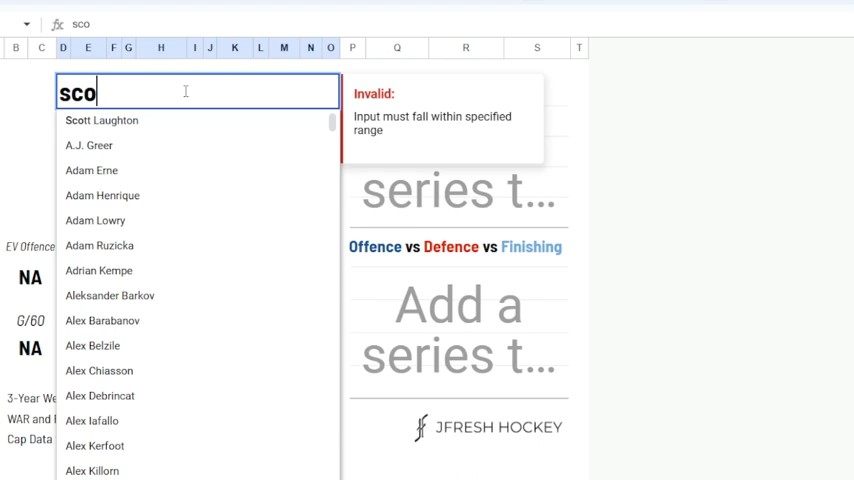 fx sco
B C D E F G H I J K L M N O P Q R S T
sco
Invalid:
Input must fall within specified
range
Scott Laughton
A.J. Greer
Adam Erne
Adam Henrique
Adam Lowry
Adam Ruzicka
Adrian Kempe
Aleksander Barkov
Alex Barabanov
Alex Belzile
Alex Chiasson
Alex Debrincat
Alex Iafallo
Alex Kerfoot
Alex Killorn
EV Offence
NA
G/60
NA
3-Year We
WAR and
Cap Data
series t...
Offence vs Defence vs Finishing
Add a
series t...
JFRESH HOCKEY